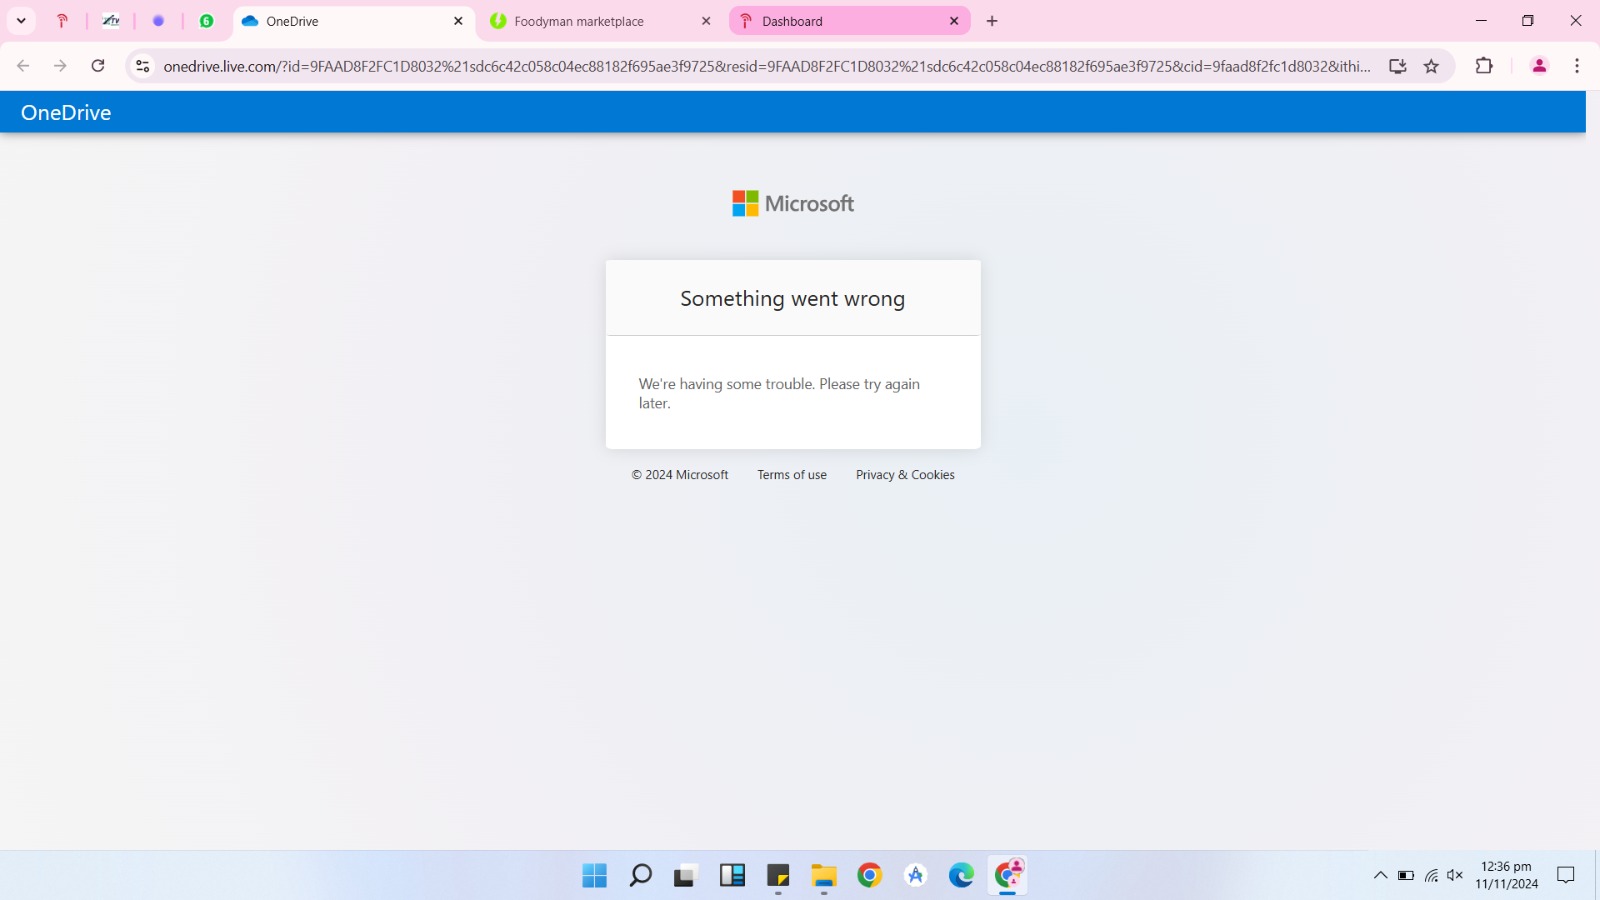 6
OneDrive
Foodyman marketplace
Dashboard
onedrive.live.com/?id=9FAAD8F2FC1D8032%21sdc6c42c058c04ec88182f695ae3f9725&resid=9FAAD8F2FC1D8032%21sdc6c42c058c04ec88182f695ae3f9725&cid=9faad8f2fc1d8032&ithi...
OneDrive
Microsoft
Something went wrong
We're having some trouble. Please try again
later.
© 2024 Microsoft Terms of use Privacy & Cookies
12:36 pm
11/11/2024